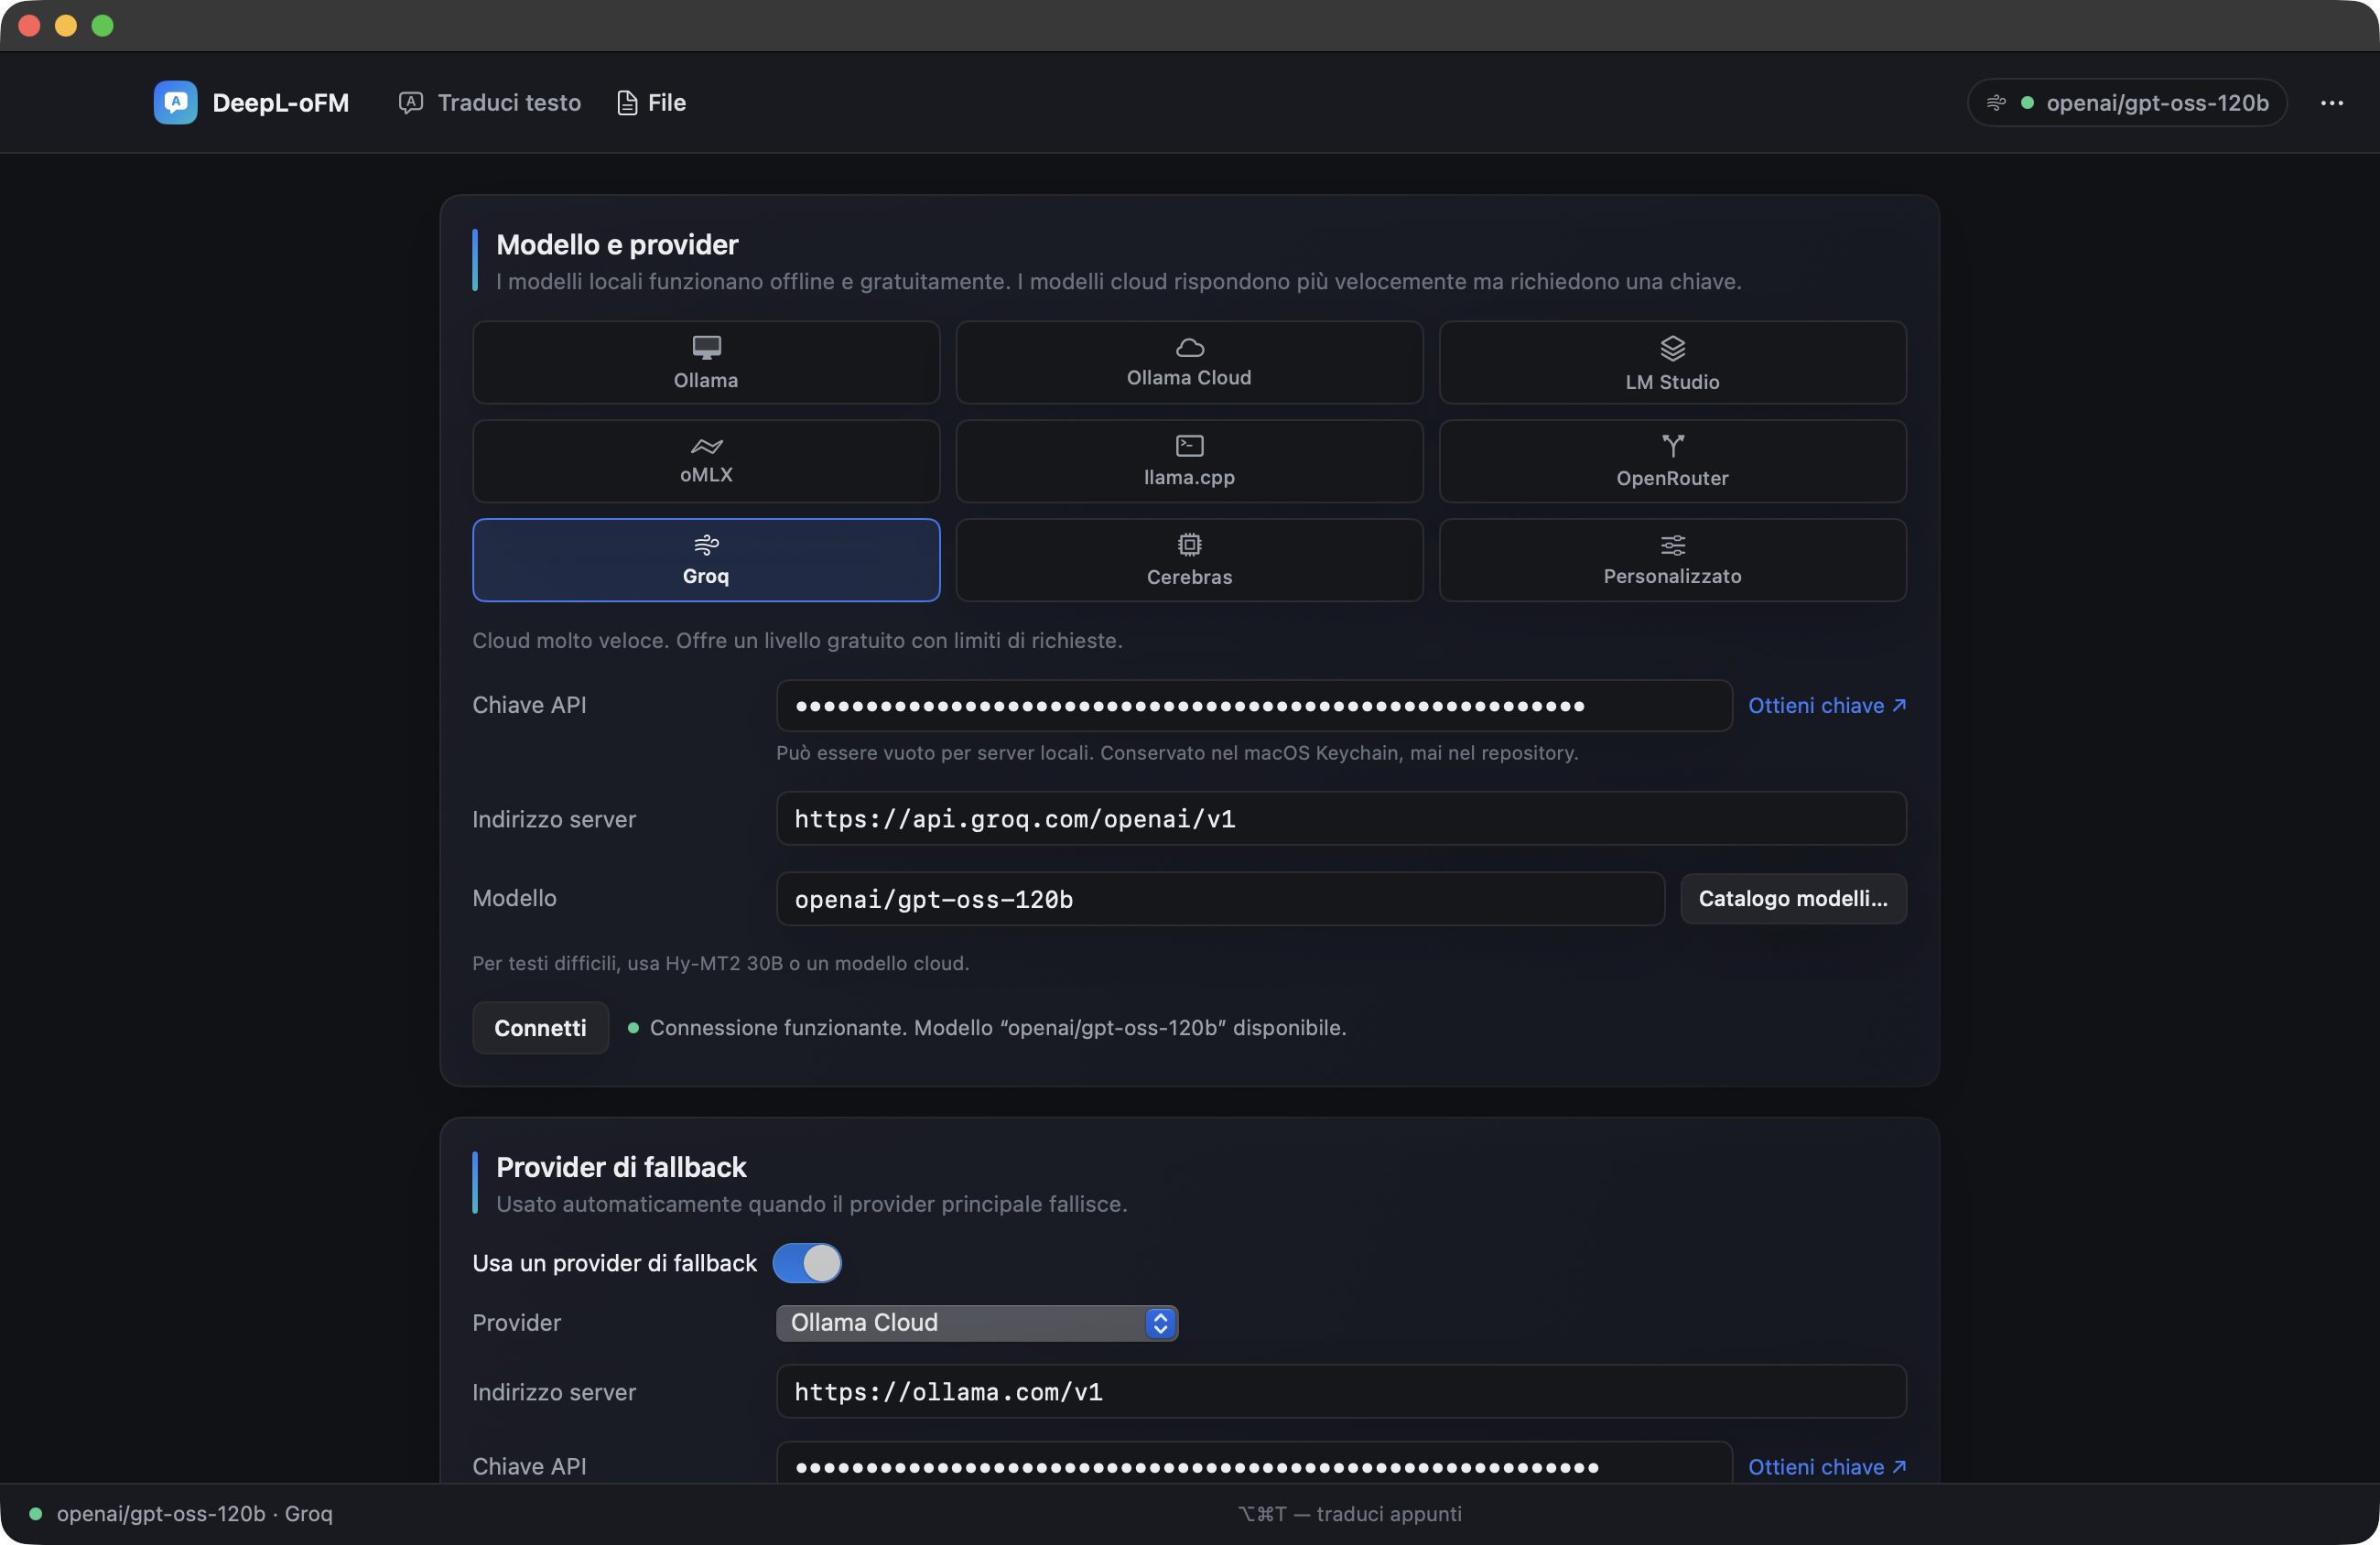 DeepL-oFM
Traduci testo
File
openai/gpt-oss-120b
Modello e provider
I modelli locali funzionano offline e gratuitamente. I modelli cloud rispondono più velocemente ma richiedono una chiave.
Ollama
Ollama Cloud
LM Studio
oMLX
llama.cpp
OpenRouter
Groq
Cerebras
Personalizzato
Cloud molto veloce. Offre un livello gratuito con limiti di richieste.
Chiave API
Ottieni chiave ↗
Può essere vuoto per server locali. Conservato nel macOS Keychain, mai nel repository.
Indirizzo server
https://api.groq.com/openai/v1
Modello
openai/gpt-oss-120b
Catalogo modelli…
Per testi difficili, usa Hy-MT2 30B o un modello cloud.
Connetti
Connessione funzionante. Modello “openai/gpt-oss-120b” disponibile.
Provider di fallback
Usato automaticamente quando il provider principale fallisce.
Usa un provider di fallback
Provider
Ollama Cloud
Indirizzo server
https://ollama.com/v1
Chiave API
Ottieni chiave ↗
openai/gpt-oss-120b · Groq
⌥⌘T — traduci appunti